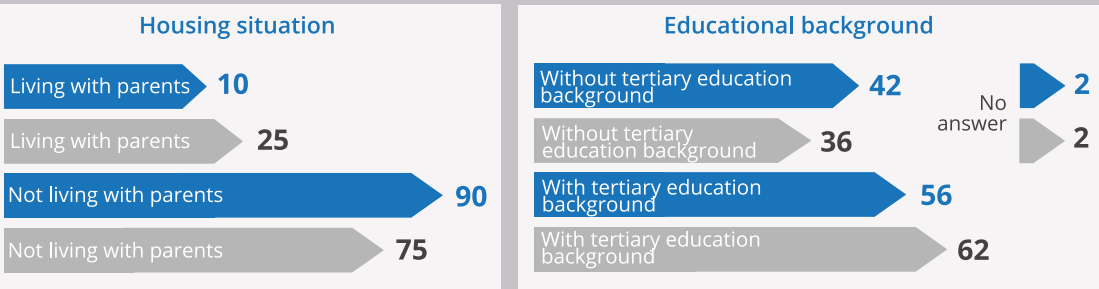 Housing situation
Living with parents 10
Living with parents 25
Not living with parents 90
Not living with parents 75
Educational background
Without tertiary education
background 42
Without tertiary
education background 36
With tertiary education
background 56
With tertiary education
background 62
No
answer
2
2